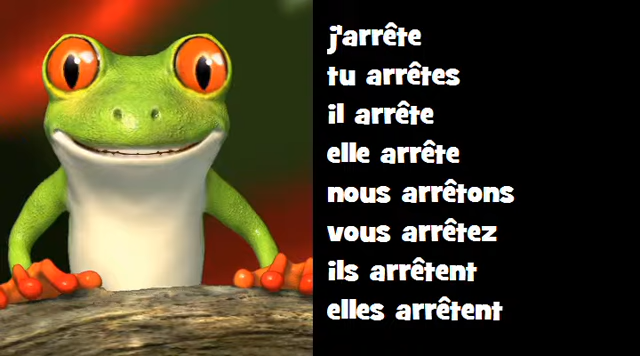 j'arrête
tu arrêtes
il arrête
elle arrête
nous arrêtons
vous arrêtez
ils arrêtent
elles arrêtent